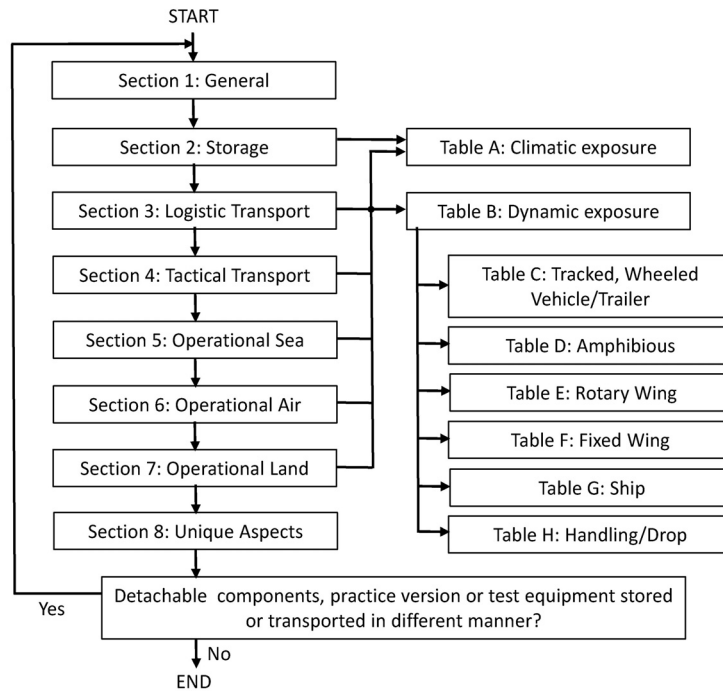 START
Section 1: General
Section 2: Storage
Table A: Climatic exposure
Section 3: Logistic Transport
Table B: Dynamic exposure
Section 4: Tactical Transport
Table C: Tracked, Wheeled
Vehicle/Trailer
Section 5: Operational Sea
Table D: Amphibious
Section 6: Operational Air
Table E: Rotary Wing
Table F: Fixed Wing
Section 7: Operational Land
Table G: Ship
Section 8: Unique Aspects
Table H: Handling/Drop
Detachable components, practice version or test equipment stored
or transported in different manner?
Yes
No
END